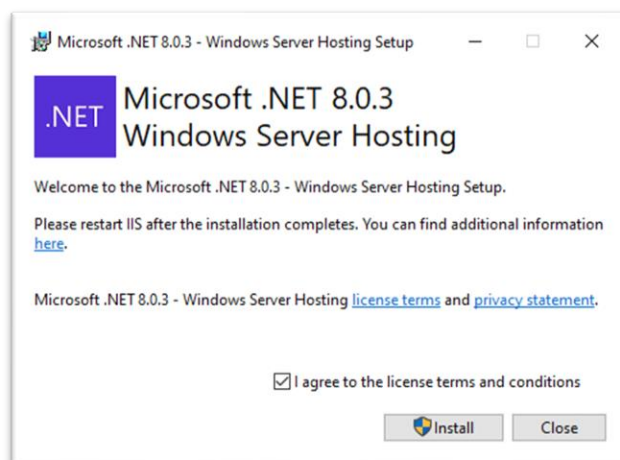 Microsoft .NET 8.0.3 - Windows Server Hosting Setup
.NET
Microsoft .NET 8.0.3
Windows Server Hosting
Welcome to the Microsoft .NET 8.0.3 - Windows Server Hosting Setup.
Please restart IIS after the installation completes. You can find additional information
here.
Microsoft .NET 8.0.3 - Windows Server Hosting license terms and privacy statement.
I agree to the license terms and conditions
Install
Close